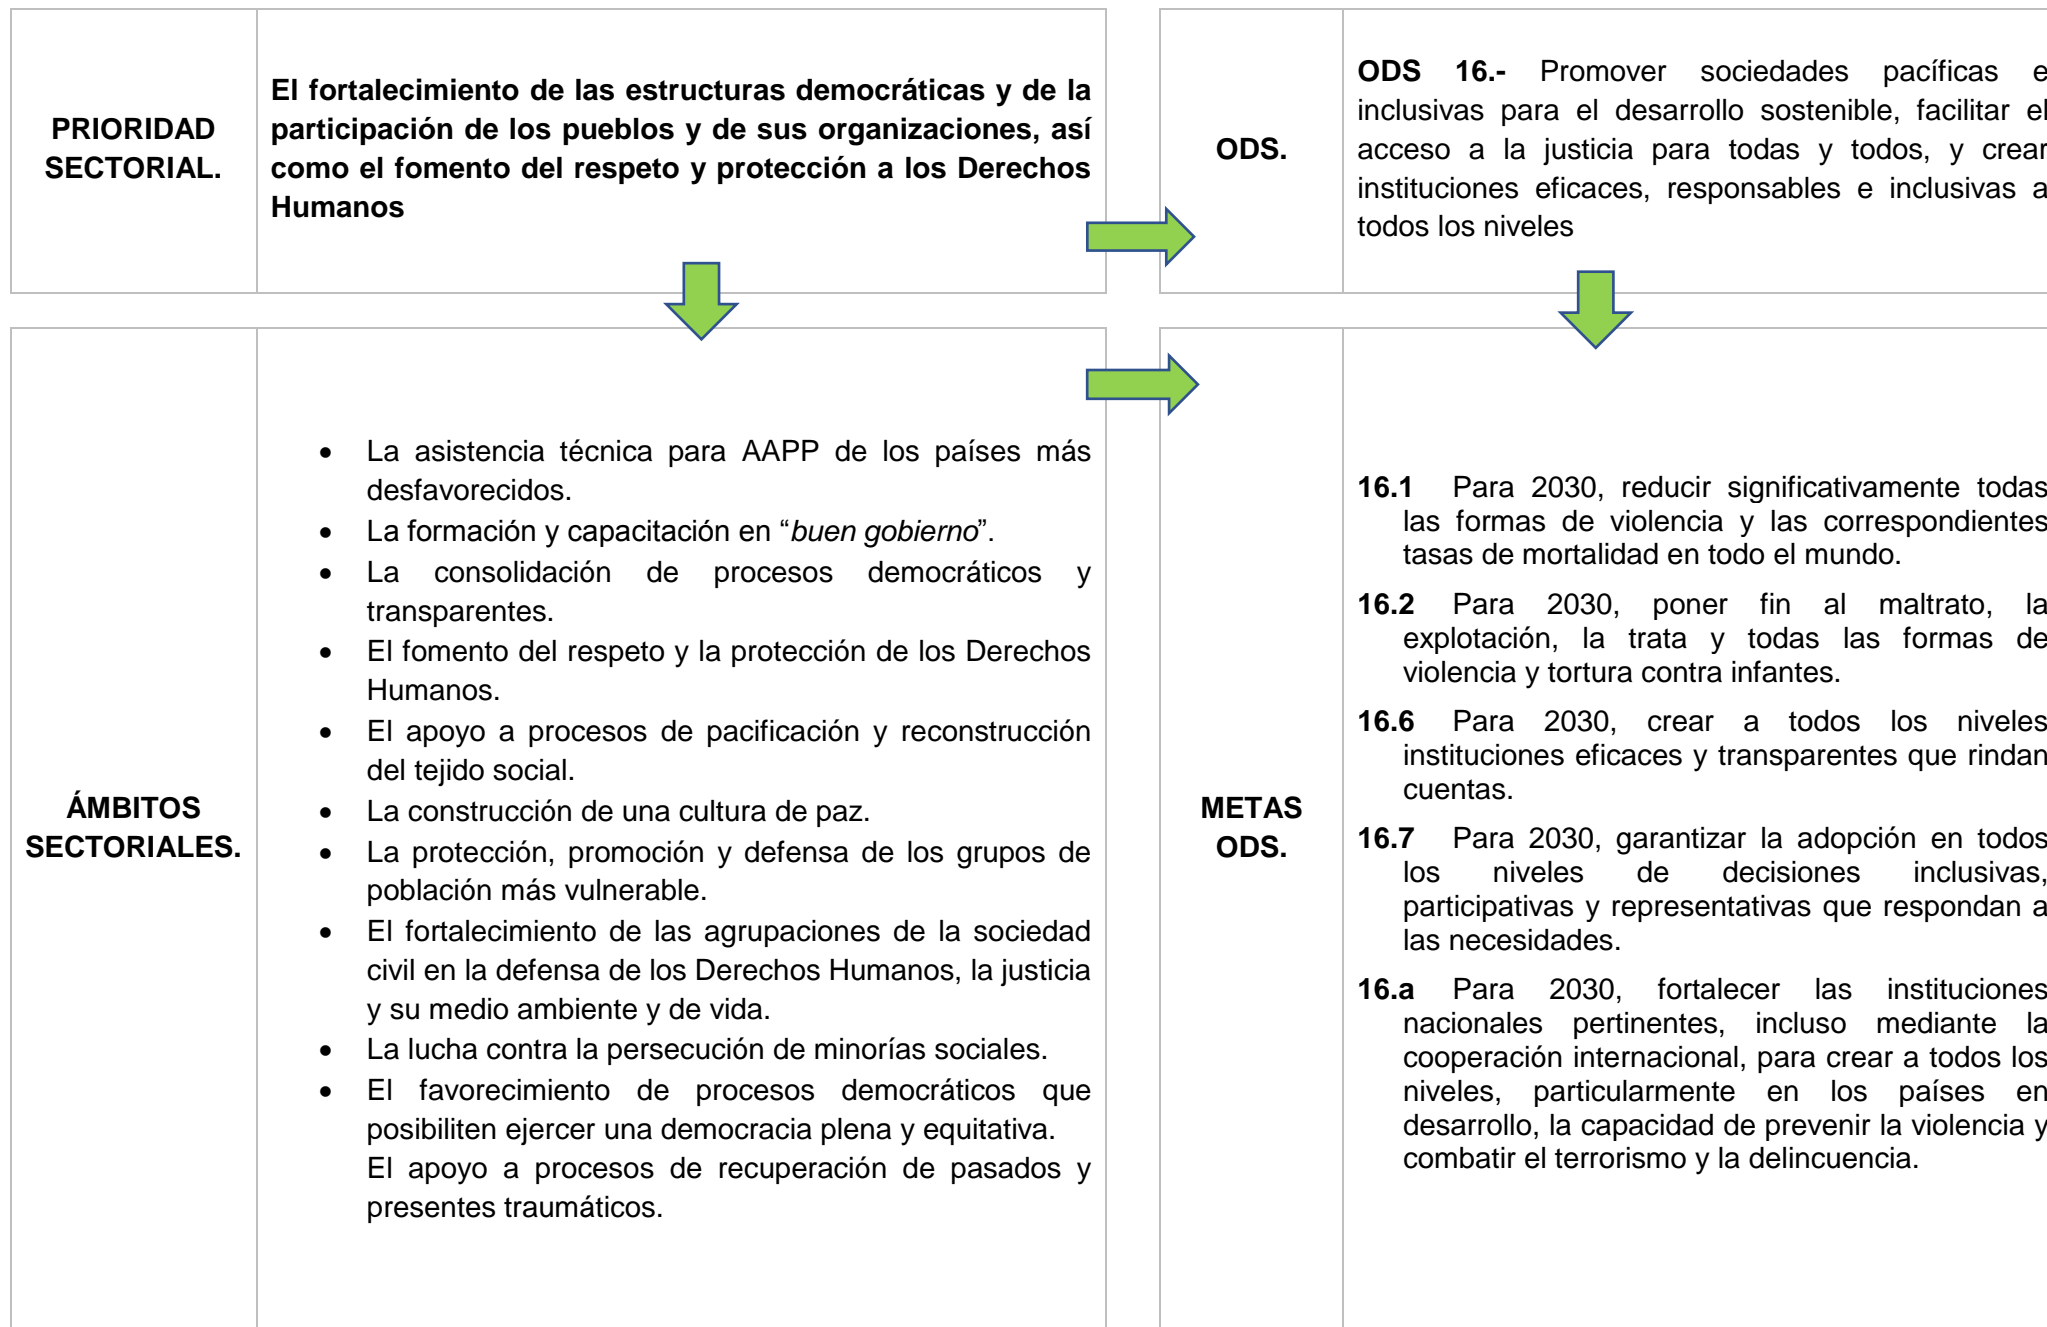 PRIORIDAD
SECTORIAL.
El fortalecimiento de las estructuras democráticas y de la
participación de los pueblos y de sus organizaciones, así
como el fomento del respeto y protección a los Derechos
Humanos
ODS.
ODS 16.- Promover sociedades pacíficas e
inclusivas para el desarrollo sostenible, facilitar el
acceso a la justicia para todas y todos, y crear
instituciones eficaces, responsables e inclusivas a
todos los niveles
ÁMBITOS
SECTORIALES.
• La asistencia técnica para AAPP de los países más
desfavorecidos.
• La formación y capacitación en “buen gobierno”.
• La consolidación de procesos democráticos y
transparentes.
• El fomento del respeto y la protección de los Derechos
Humanos.
• El apoyo a procesos de pacificación y reconstrucción
del tejido social.
• La construcción de una cultura de paz.
• La protección, promoción y defensa de los grupos de
población más vulnerable.
• El fortalecimiento de las agrupaciones de la sociedad
civil en la defensa de los Derechos Humanos, la justicia
y su medio ambiente y de vida.
• La lucha contra la persecución de minorías sociales.
• El favorecimiento de procesos democráticos que
posibiliten ejercer una democracia plena y equitativa.
El apoyo a procesos de recuperación de pasados y
presentes traumáticos.
METAS
ODS.
16.1 Para 2030, reducir significativamente todas
las formas de violencia y las correspondientes
tasas de mortalidad en todo el mundo.
16.2 Para 2030, poner fin al maltrato, la
explotación, la trata y todas las formas de
violencia y tortura contra infantes.
16.6 Para 2030, crear a todos los niveles
instituciones eficaces y transparentes que rindan
cuentas.
16.7 Para 2030, garantizar la adopción en todos
los niveles de decisiones inclusivas,
participativas y representativas que respondan a
las necesidades.
16.a Para 2030, fortalecer las instituciones
nacionales pertinentes, incluso mediante la
cooperación internacional, para crear a todos los
niveles, particularmente en los países en
desarrollo, la capacidad de prevenir la violencia y
combatir el terrorismo y la delincuencia.